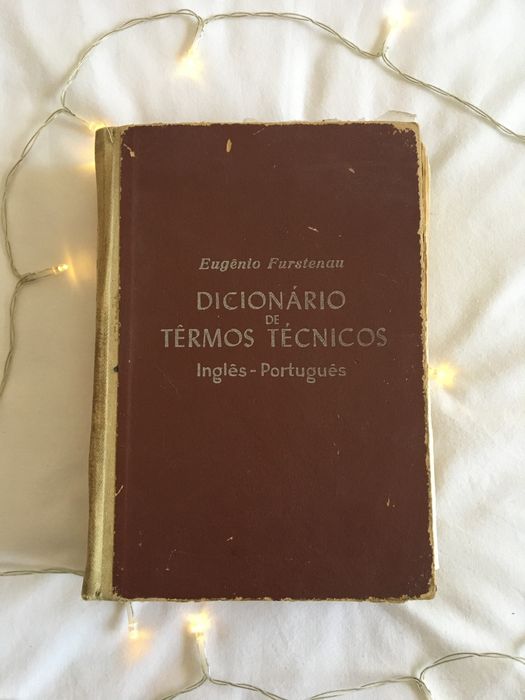 Eugênio Furstenau
DICIONÁRIO
DE
TÊRMOS TÉCNICOS
Inglês - Português